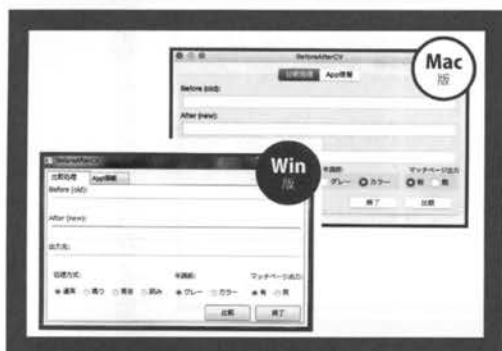 BeforeAfterCV
Mac
版
比較処理 App情報
Before (old):
After (new):
半調節:
マッチページ出力
グレー カラー 有 無
終了 比較
BeforeAfterCV
Win
版
比較処理 App情報
Before (old):
After (new):
出力先:
処理方式:
マッチページ出力:
通常
グレー カラー 有 無
比較 終了